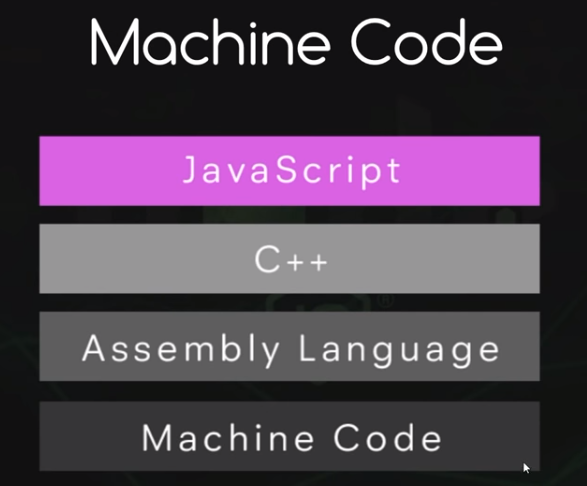 Machine Code
JavaScript
C++
Assembly Language
Machine Code